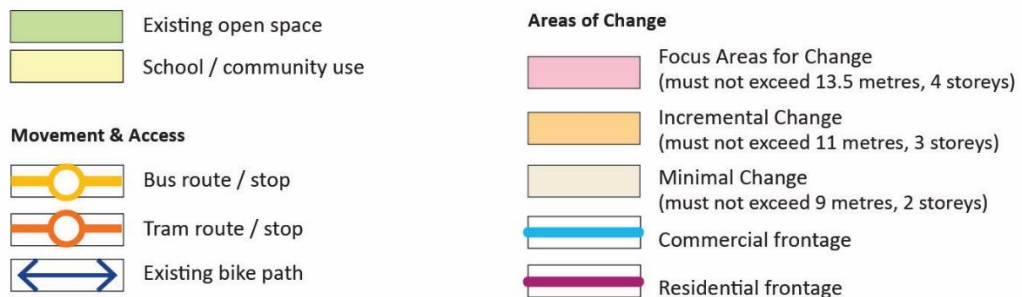 Existing open space
School / community use
Movement & Access
Bus route / stop
Tram route / stop
Existing bike path
Areas of Change
Focus Areas for Change
(must not exceed 13.5 metres, 4 storeys)
Incremental Change
(must not exceed 11 metres, 3 storeys)
Minimal Change
(must not exceed 9 metres, 2 storeys)
Commercial frontage
Residential frontage